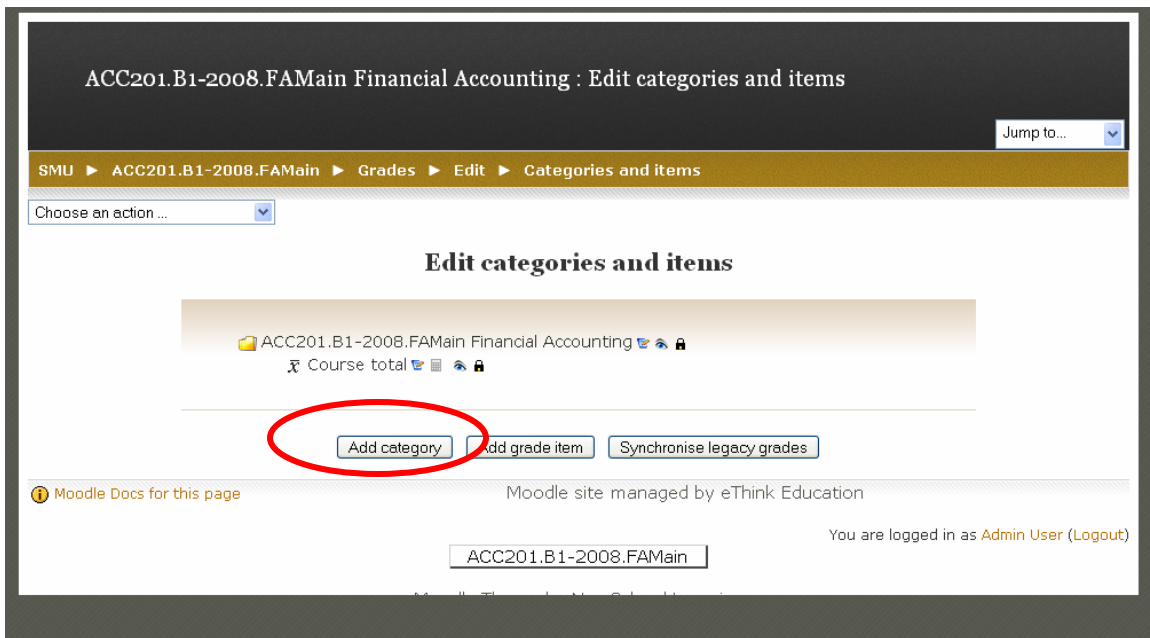 ACC201.B1-2008.FAMain Financial Accounting : Edit categories and items
Jump to...
SMU ► ACC201.B1-2008.FAMain ► Grades ► Edit ► Categories and items
Choose an action ...
Edit categories and items
ACC201.B1-2008.FAMain Financial Accounting
x̅ Course total
Add category Add grade item Synchronise legacy grades
Moodle Docs for this page Moodle site managed by eThink Education
You are logged in as Admin User (Logout)
ACC201.B1-2008.FAMain